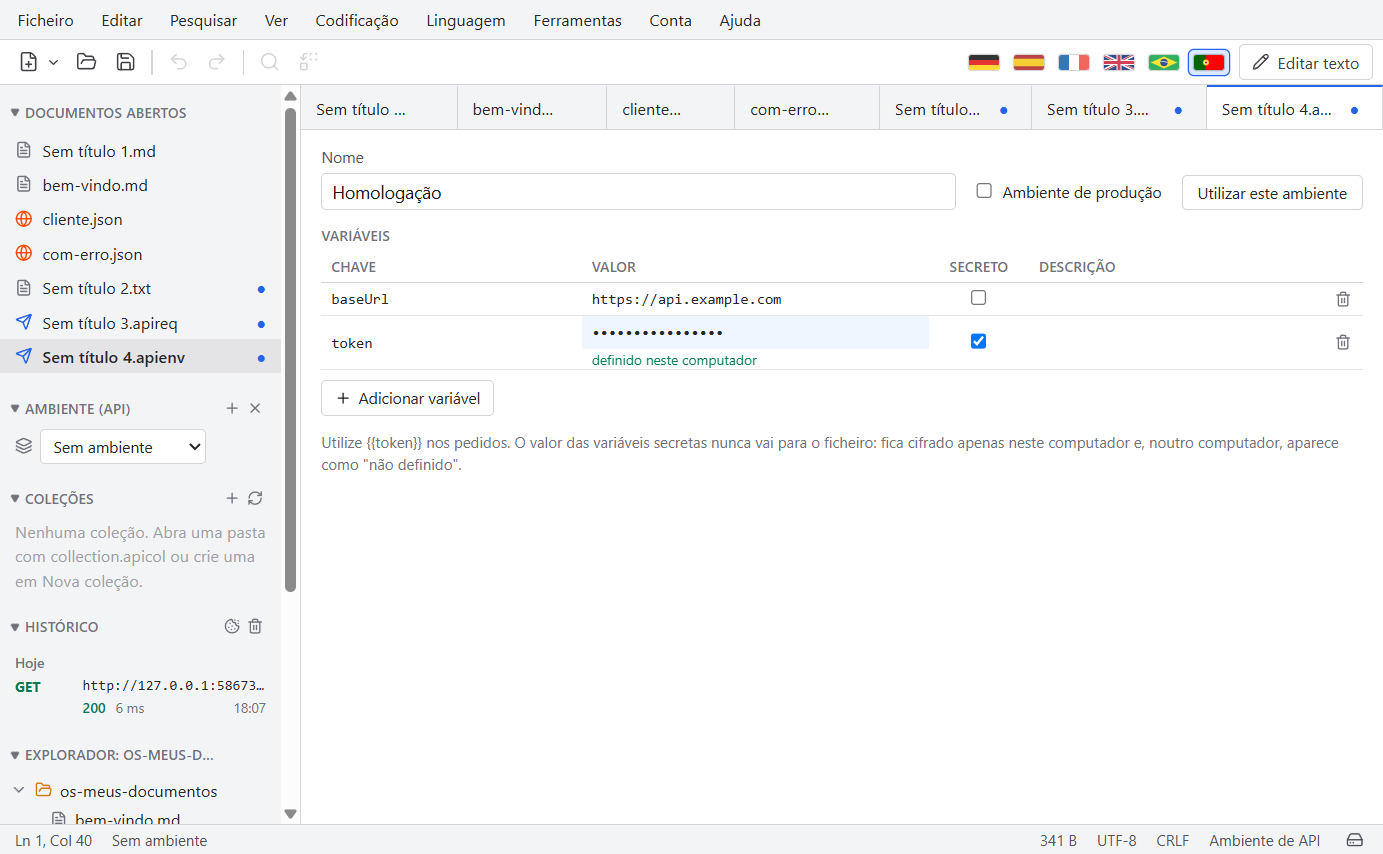 Ficheiro Editar Pesquisar Ver Codificação Linguagem Ferramentas Conta Ajuda
Editar texto
DOCUMENTOS ABERTOS
Sem título 1.md
bem-vindo.md
cliente.json
com-erro.json
Sem título 2.txt
Sem título 3.apireq
Sem título 4.apienv
AMBIENTE (API)
Sem ambiente
COLEÇÕES
Nenhuma coleção. Abra uma pasta
com collection.apicol ou crie uma
em Nova coleção.
HISTÓRICO
Hoje
GET http://127.0.0.1:58673…
200 6 ms 18:07
EXPLORADOR: OS-MEUS-D...
os-meus-documentos
bem-vindo.md
Sem título ... bem-vind... cliente... com-erro... Sem título... Sem título 3.... Sem título 4.a...
Nome
Homologação Ambiente de produção Utilizar este ambiente
VARIÁVEIS
CHAVE VALOR SECRETO DESCRIÇÃO
baseUrl https://api.example.com
token ••••••••••••••••
definido neste computador
Adicionar variável
Utilize {{token}} nos pedidos. O valor das variáveis secretas nunca vai para o ficheiro: fica cifrado apenas neste computador e, noutro computador, aparece
como "não definido".
Ln 1, Col 40 Sem ambiente 341 B UTF-8 CRLF Ambiente de API